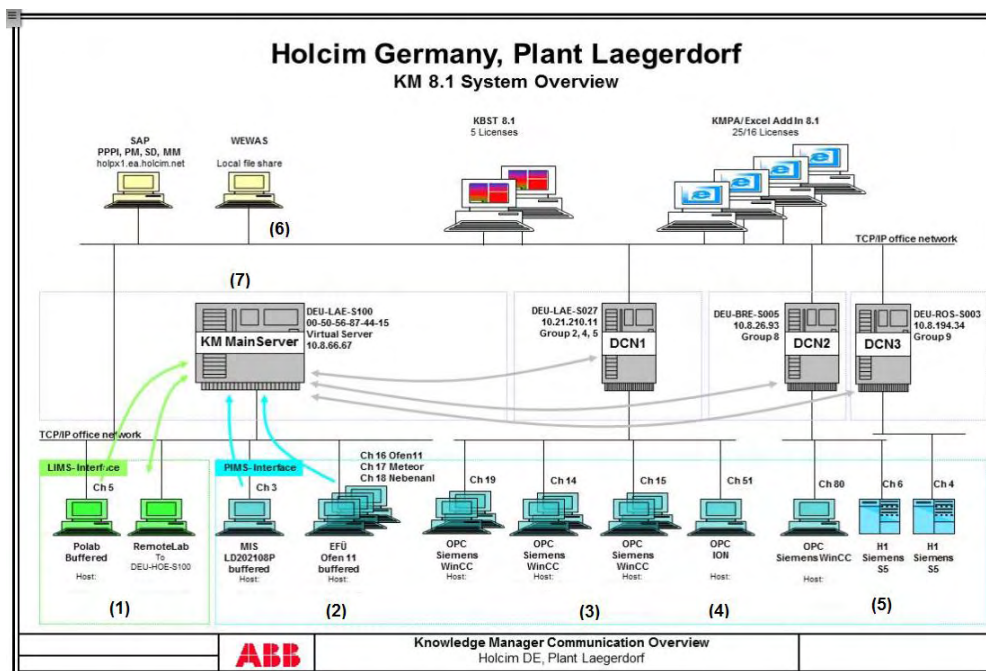 Holcim Germany, Plant Laegerdorf
KM 8.1 System Overview
SAP
PPPI, PM, SD, MM
holpx1.ea.holcim.net
WEWAS
Local file share
KBST 8.1
5 Licenses
KMPA/Excel AddIn 8.1
25/16 Licenses
(6)
TCP/IP office network
(7)
KM MainServer
DEU-LAE-S100
00-50-56-87-44-15
Virtual Server
10.8.66.67
DCN1
DEU-LAE-S027
10.21.210.11
Group 2, 4, 5
DEU-BRE-S005
10.8.26.93
Group 8
DCN2
DCN3
DEU-ROS-S003
10.8.194.34
Group 9
TCP/IP office network
LIMS-Interface
PIMS-Interface
Ch 5
Ch 3
Ch 16 Ofen11
Ch 17 Meteor
Ch 18 Nebenanl
Ch 19
Ch 14
Ch 15
Ch 51
Ch 80
Ch 6
Ch 4
Polab
Buffered
Host:
RemoteLab
To
DEU-HOE-S100
MIS
LD202108P
buffered
Host:
EFÜ
Ofen 11
buffered
Host:
OPC
Siemens
WinCC
Host:
OPC
Siemens
WinCC
Host:
OPC
Siemens
WinCC
Host:
OPC
ION
Host:
OPC
Siemens WinCC
Host:
H1
Siemens
S5
H1
Siemens
S5
(1)
(2)
(3)
(4)
(5)
ABB
Knowledge Manager Communication Overview
Holcim DE, Plant Laegerdorf